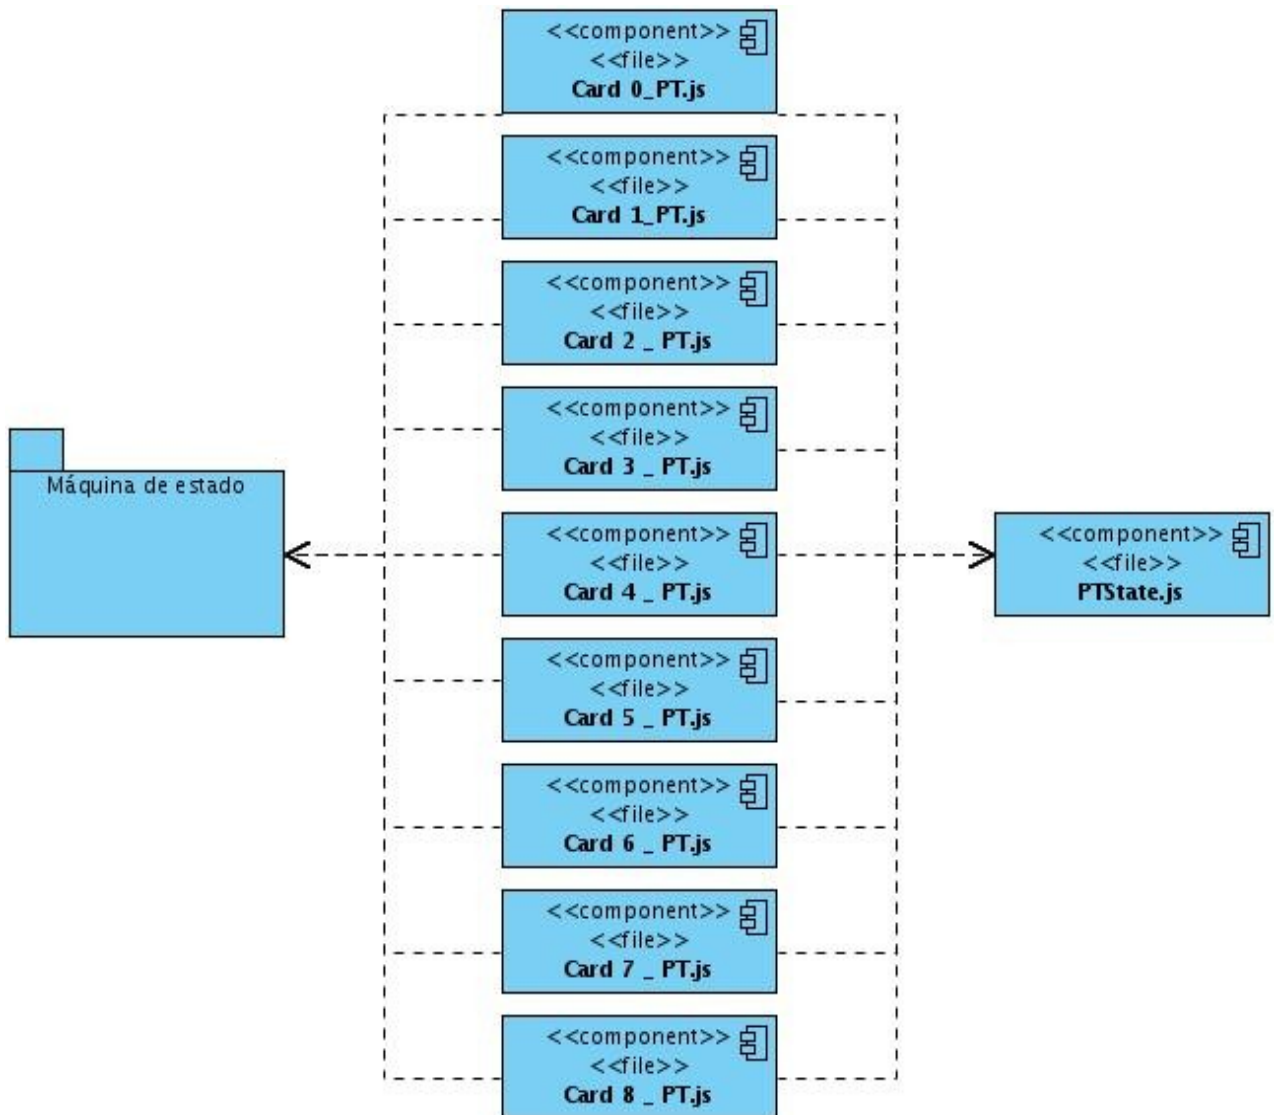 <<component>>
<<file>>
Card 0_PT.js
<<component>>
<<file>>
Card 1_PT.js
<<component>>
<<file>>
Card 2 _ PT.js
<<component>>
<<file>>
Card 3 _ PT.js
Máquina de estado
<<component>>
<<file>>
Card 4 _ PT.js
<<component>>
<<file>>
PTState.js
<<component>>
<<file>>
Card 5 _ PT.js
<<component>>
<<file>>
Card 6 _ PT.js
<<component>>
<<file>>
Card 7 _ PT.js
<<component>>
<<file>>
Card 8 _ PT.js